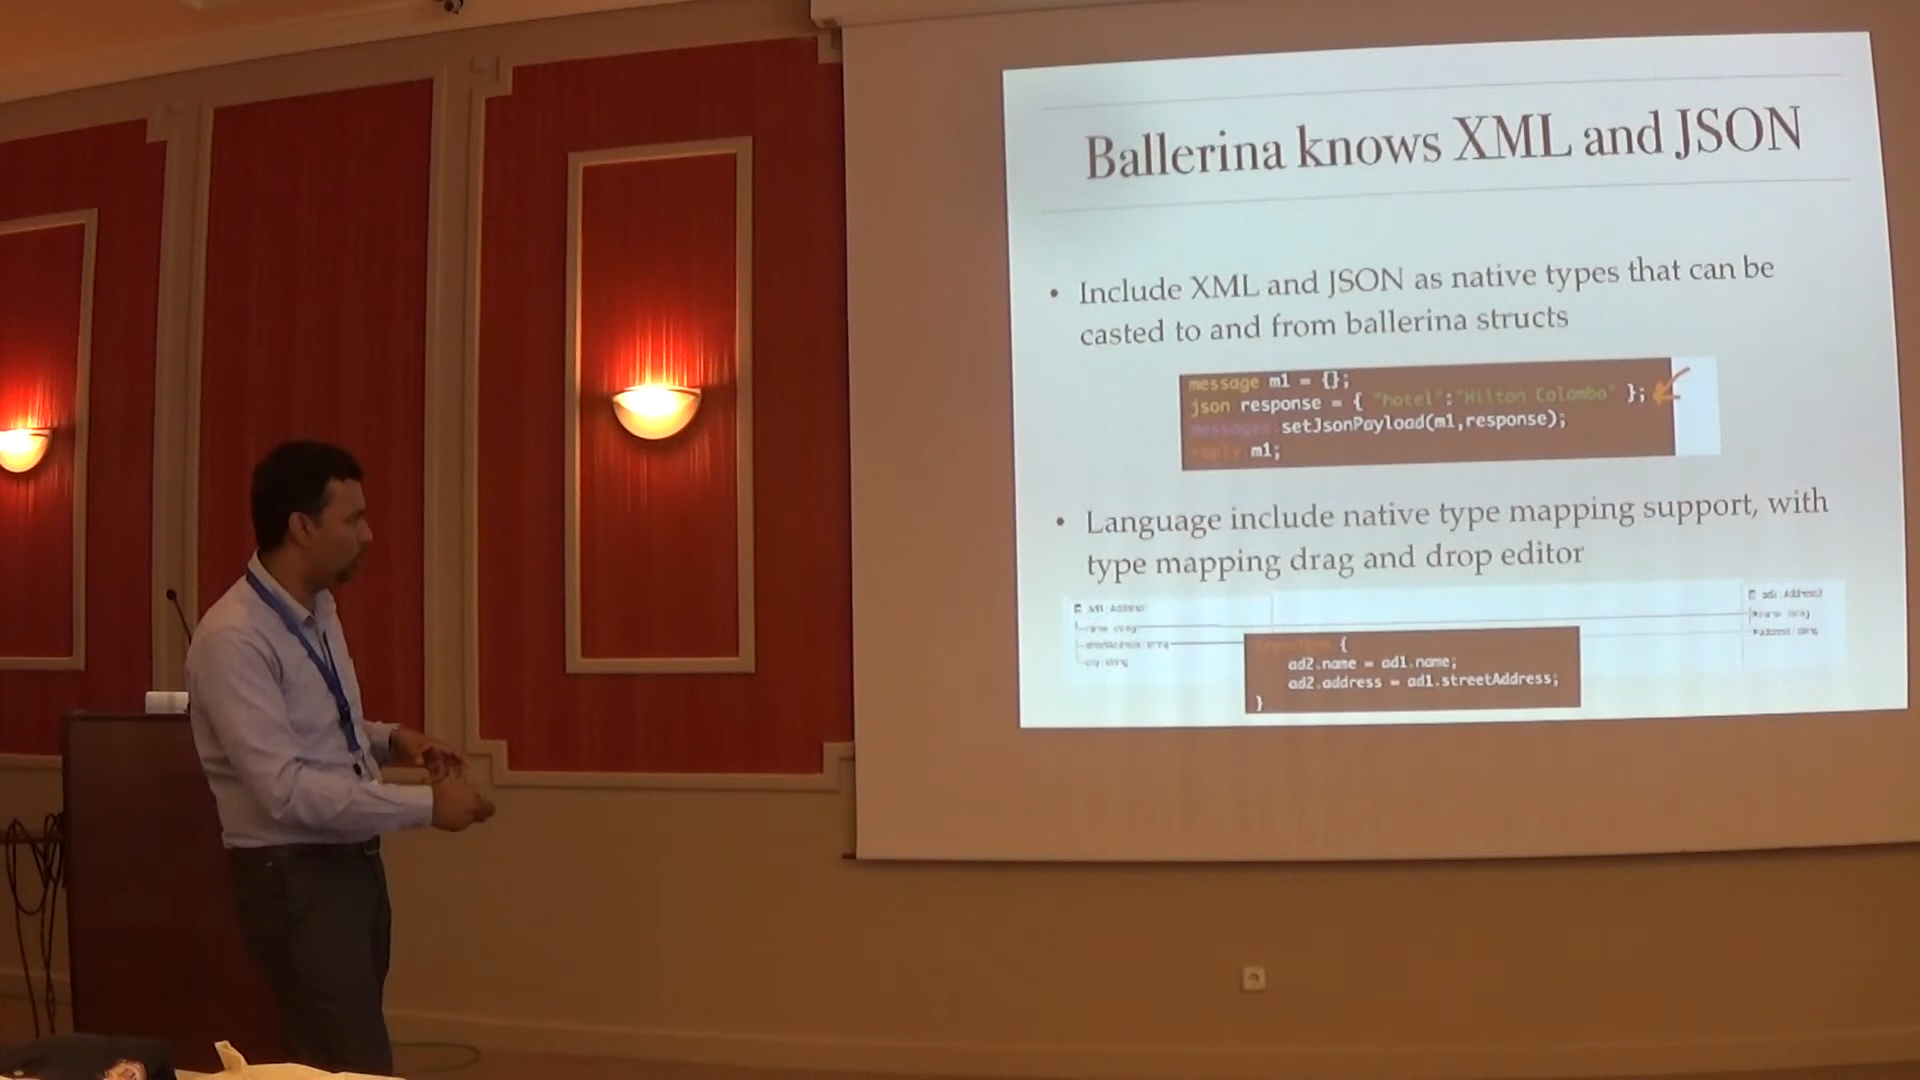 Ballerina knows XML and JSON
• Include XML and JSON as native types that can be
casted to and from ballerina structs
message m1 = {};
json response = { "hotel":"Hilton Colombo" };
messages:setJsonPayload(m1,response);
reply m1;
• Language include native type mapping support, with
type mapping drag and drop editor
{
ad2.name = ad1.name;
ad2.address = ad1.streetAddress;
}